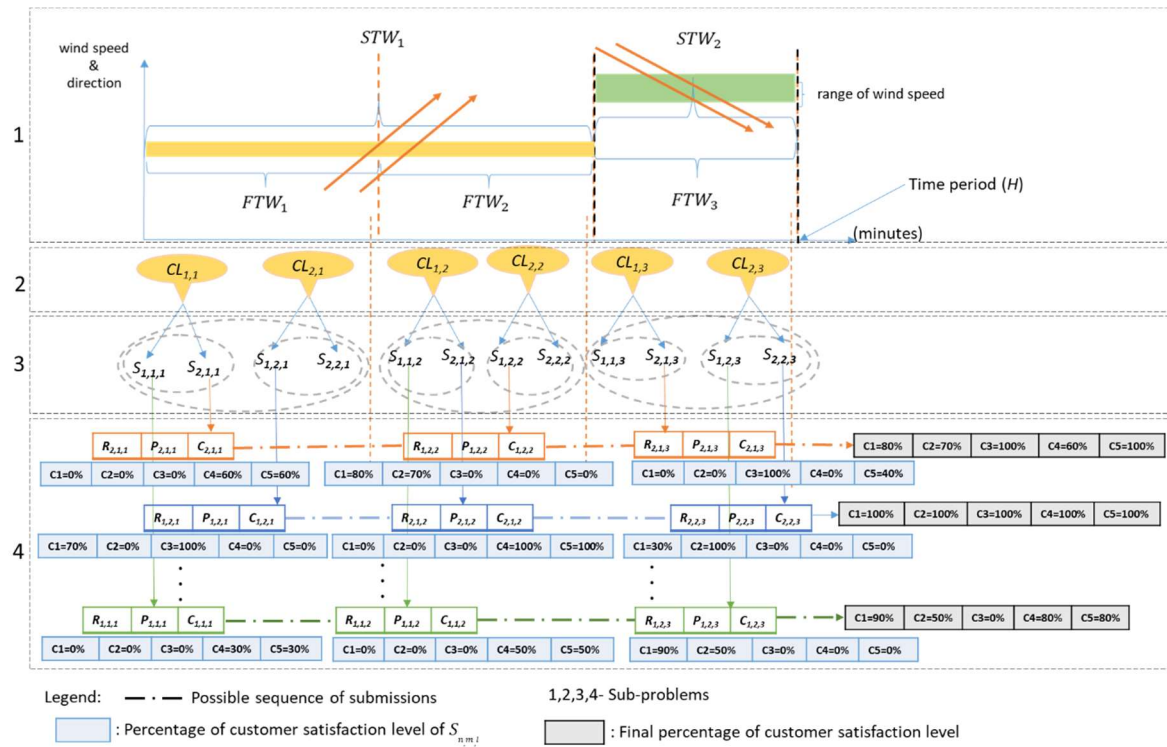 STW₁
STW₂
wind speed
&
direction
range of wind speed
1
FTW₁
FTW₂
FTW₃
Time period (H)
(minutes)
2
CL₁,₁
CL₂,₁
CL₁,₂
CL₂,₂
CL₁,₃
CL₂,₃
3
S₁,₁,₁
S₂,₁,₁
S₁,₂,₁
S₂,₂,₁
S₁,₁,₂
S₂,₁,₂
S₁,₂,₂
S₂,₂,₂
S₁,₁,₃
S₂,₁,₃
S₁,₂,₃
S₂,₂,₃
4
R₂,₁,₁ P₂,₁,₁ C₂,₁,₁
R₁,₂,₂ P₁,₂,₂ C₁,₂,₂
R₂,₁,₃ P₂,₁,₃ C₂,₁,₃
C1=80% C2=70% C3=100% C4=60% C5=100%
C1=0% C2=0% C3=0% C4=60% C5=60%
C1=80% C2=70% C3=0% C4=0% C5=0%
C1=0% C2=0% C3=100% C4=0% C5=40%
R₁,₂,₁ P₁,₂,₁ C₁,₂,₁
R₂,₁,₂ P₂,₁,₂ C₂,₁,₂
R₂,₂,₃ P₂,₂,₃ C₂,₂,₃
C1=100% C2=100% C3=100% C4=100% C5=100%
C1=70% C2=0% C3=100% C4=0% C5=0%
C1=0% C2=0% C3=0% C4=100% C5=100%
C1=30% C2=100% C3=0% C4=0% C5=0%
R₁,₁,₁ P₁,₁,₁ C₁,₁,₁
R₁,₁,₂ P₁,₁,₂ C₁,₁,₂
R₁,₂,₃ P₁,₂,₃ C₁,₂,₃
C1=90% C2=50% C3=0% C4=80% C5=80%
C1=0% C2=0% C3=0% C4=30% C5=30%
C1=0% C2=0% C3=0% C4=50% C5=50%
C1=90% C2=50% C3=0% C4=0% C5=0%
Legend:
Possible sequence of submissions
1,2,3,4- Sub-problems
: Percentage of customer satisfaction level of S
: Final percentage of customer satisfaction level